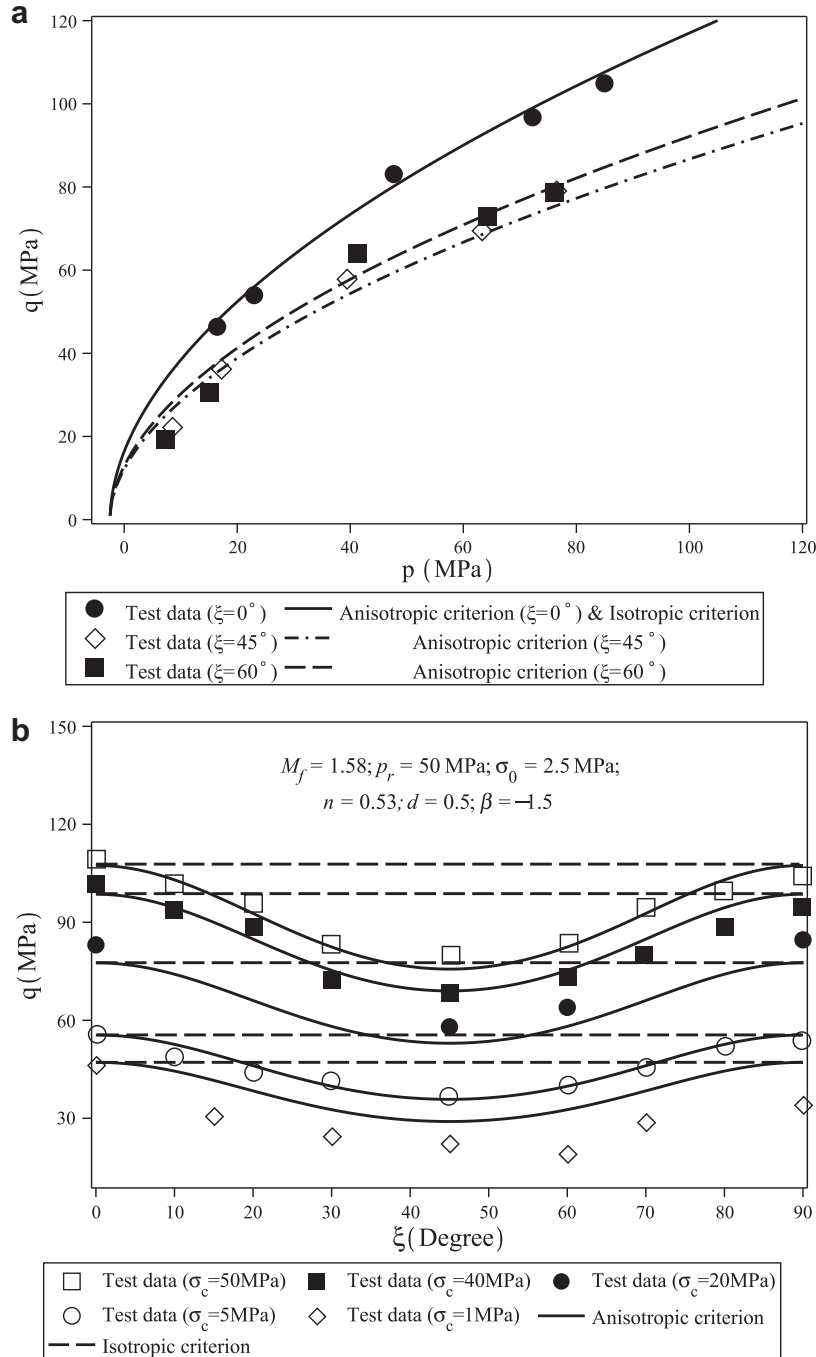 a
120
100
80
60
40
20
0
q(MPa)
0 20 40 60 80 100 120
p (MPa)
Test data (ξ=0°) Anisotropic criterion (ξ=0°) & Isotropic criterion
Test data (ξ=45°) Anisotropic criterion (ξ=45°)
Test data (ξ=60°) Anisotropic criterion (ξ=60°)
b
150
120
90
60
30
q(MPa)
M_f = 1.58; p_r = 50 MPa; σ_0 = 2.5 MPa;
n = 0.53; d = 0.5; β = −1.5
0 10 20 30 40 50 60 70 80 90
ξ(Degree)
Test data (σ_c=50MPa) Test data (σ_c=40MPa) Test data (σ_c=20MPa)
Test data (σ_c=5MPa) Test data (σ_c=1MPa) Anisotropic criterion
Isotropic criterion